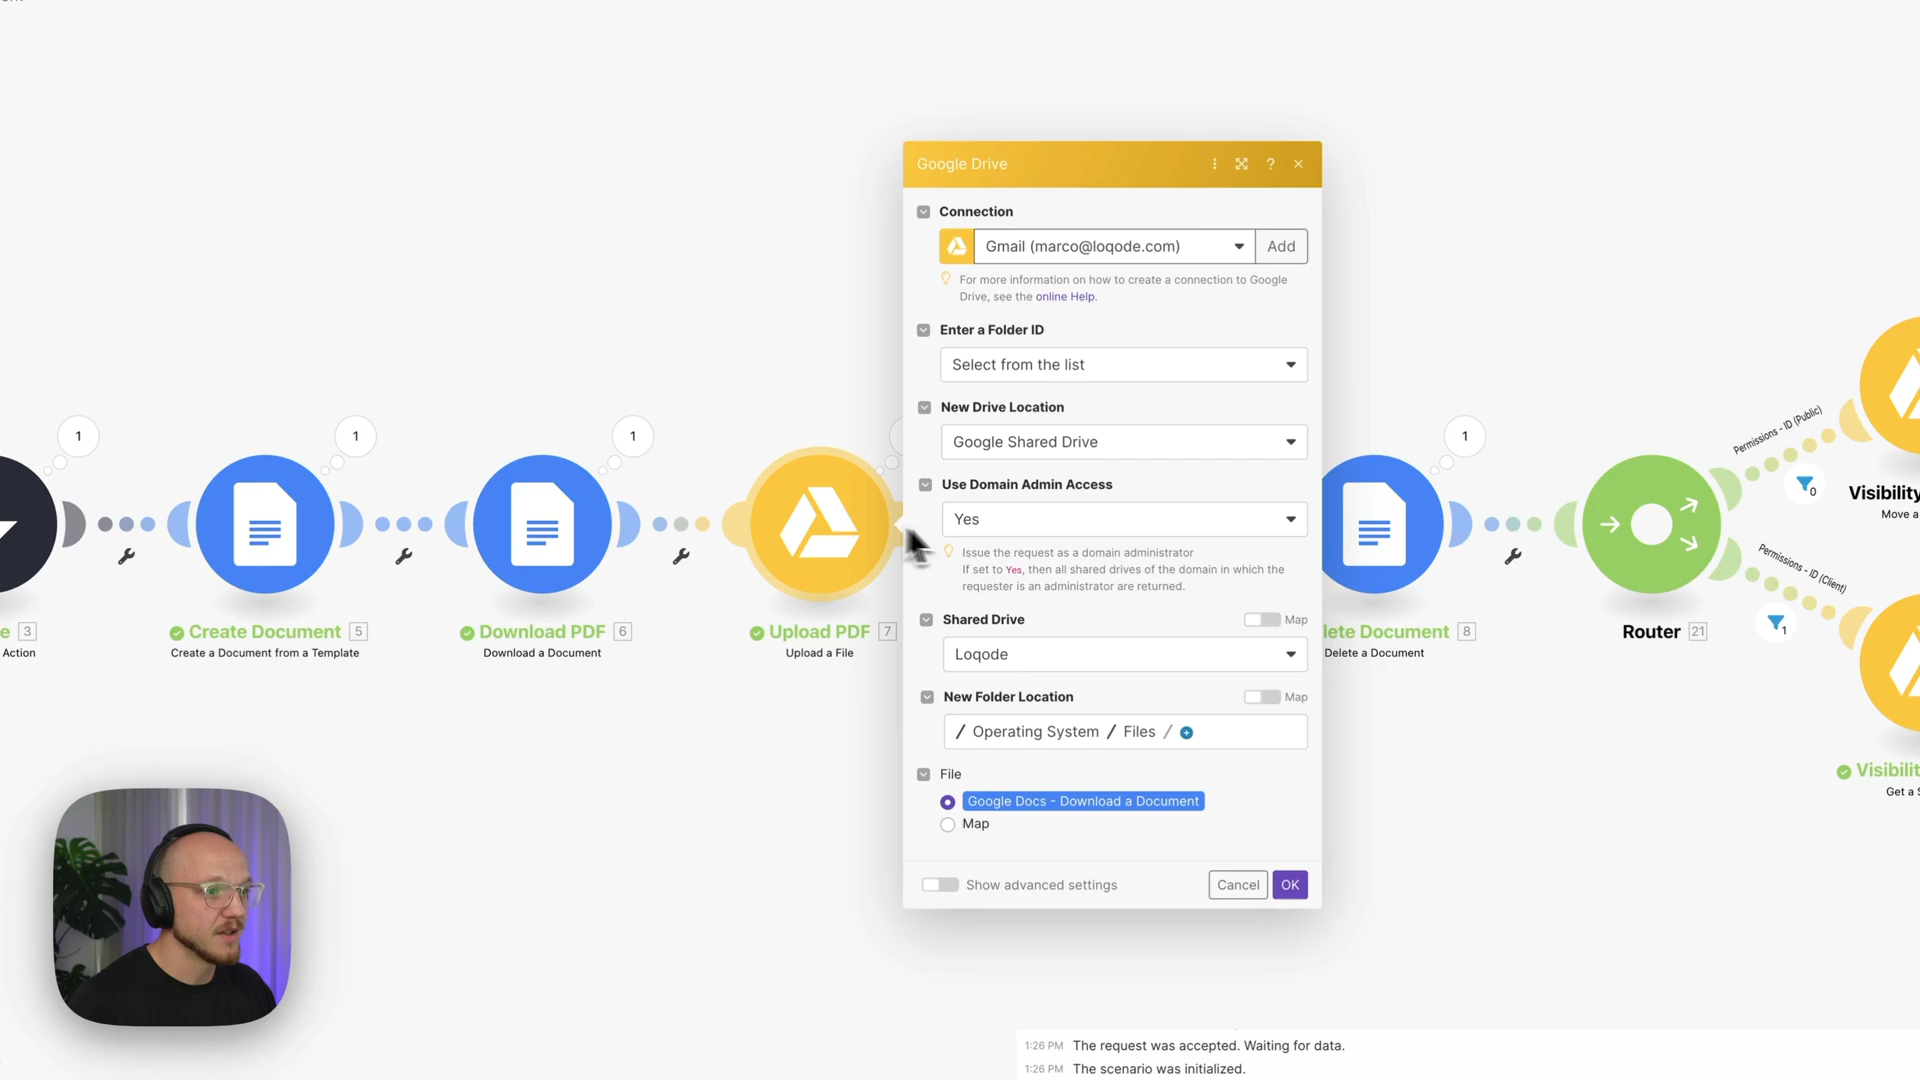 Google Drive
?
Connection
Gmail (marco@loqode.com)
Add
For more information on how to create a connection to Google
Drive, see the online Help.
Enter a Folder ID
Select from the list
New Drive Location
Google Shared Drive
Use Domain Admin Access
Yes
Issue the request as a domain administrator
If set to Yes, then all shared drives of the domain in which the
requester is an administrator are returned.
Shared Drive
Map
Loqode
New Folder Location
Map
/ Operating System / Files /
File
Google Docs - Download a Document
Map
Show advanced settings
Cancel
OK
1
1
1
1
e 3
Action
Create Document 5
Create a Document from a Template
Download PDF 6
Download a Document
Upload PDF 7
Upload a File
lete Document 8
Delete a Document
Router 21
Permissions - ID (Public)
0
Permissions - ID (Client)
1
Visibility
Move a
Visibilit
Get a S
1:26 PM The request was accepted. Waiting for data.
1:26 PM The scenario was initialized.